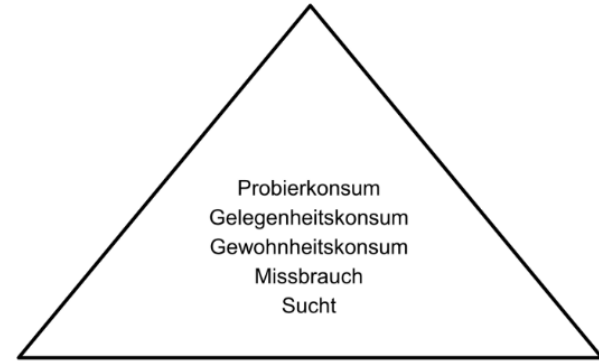 Probierkonsum
Gelegenheitskonsum
Gewohnheitskonsum
Missbrauch
Sucht